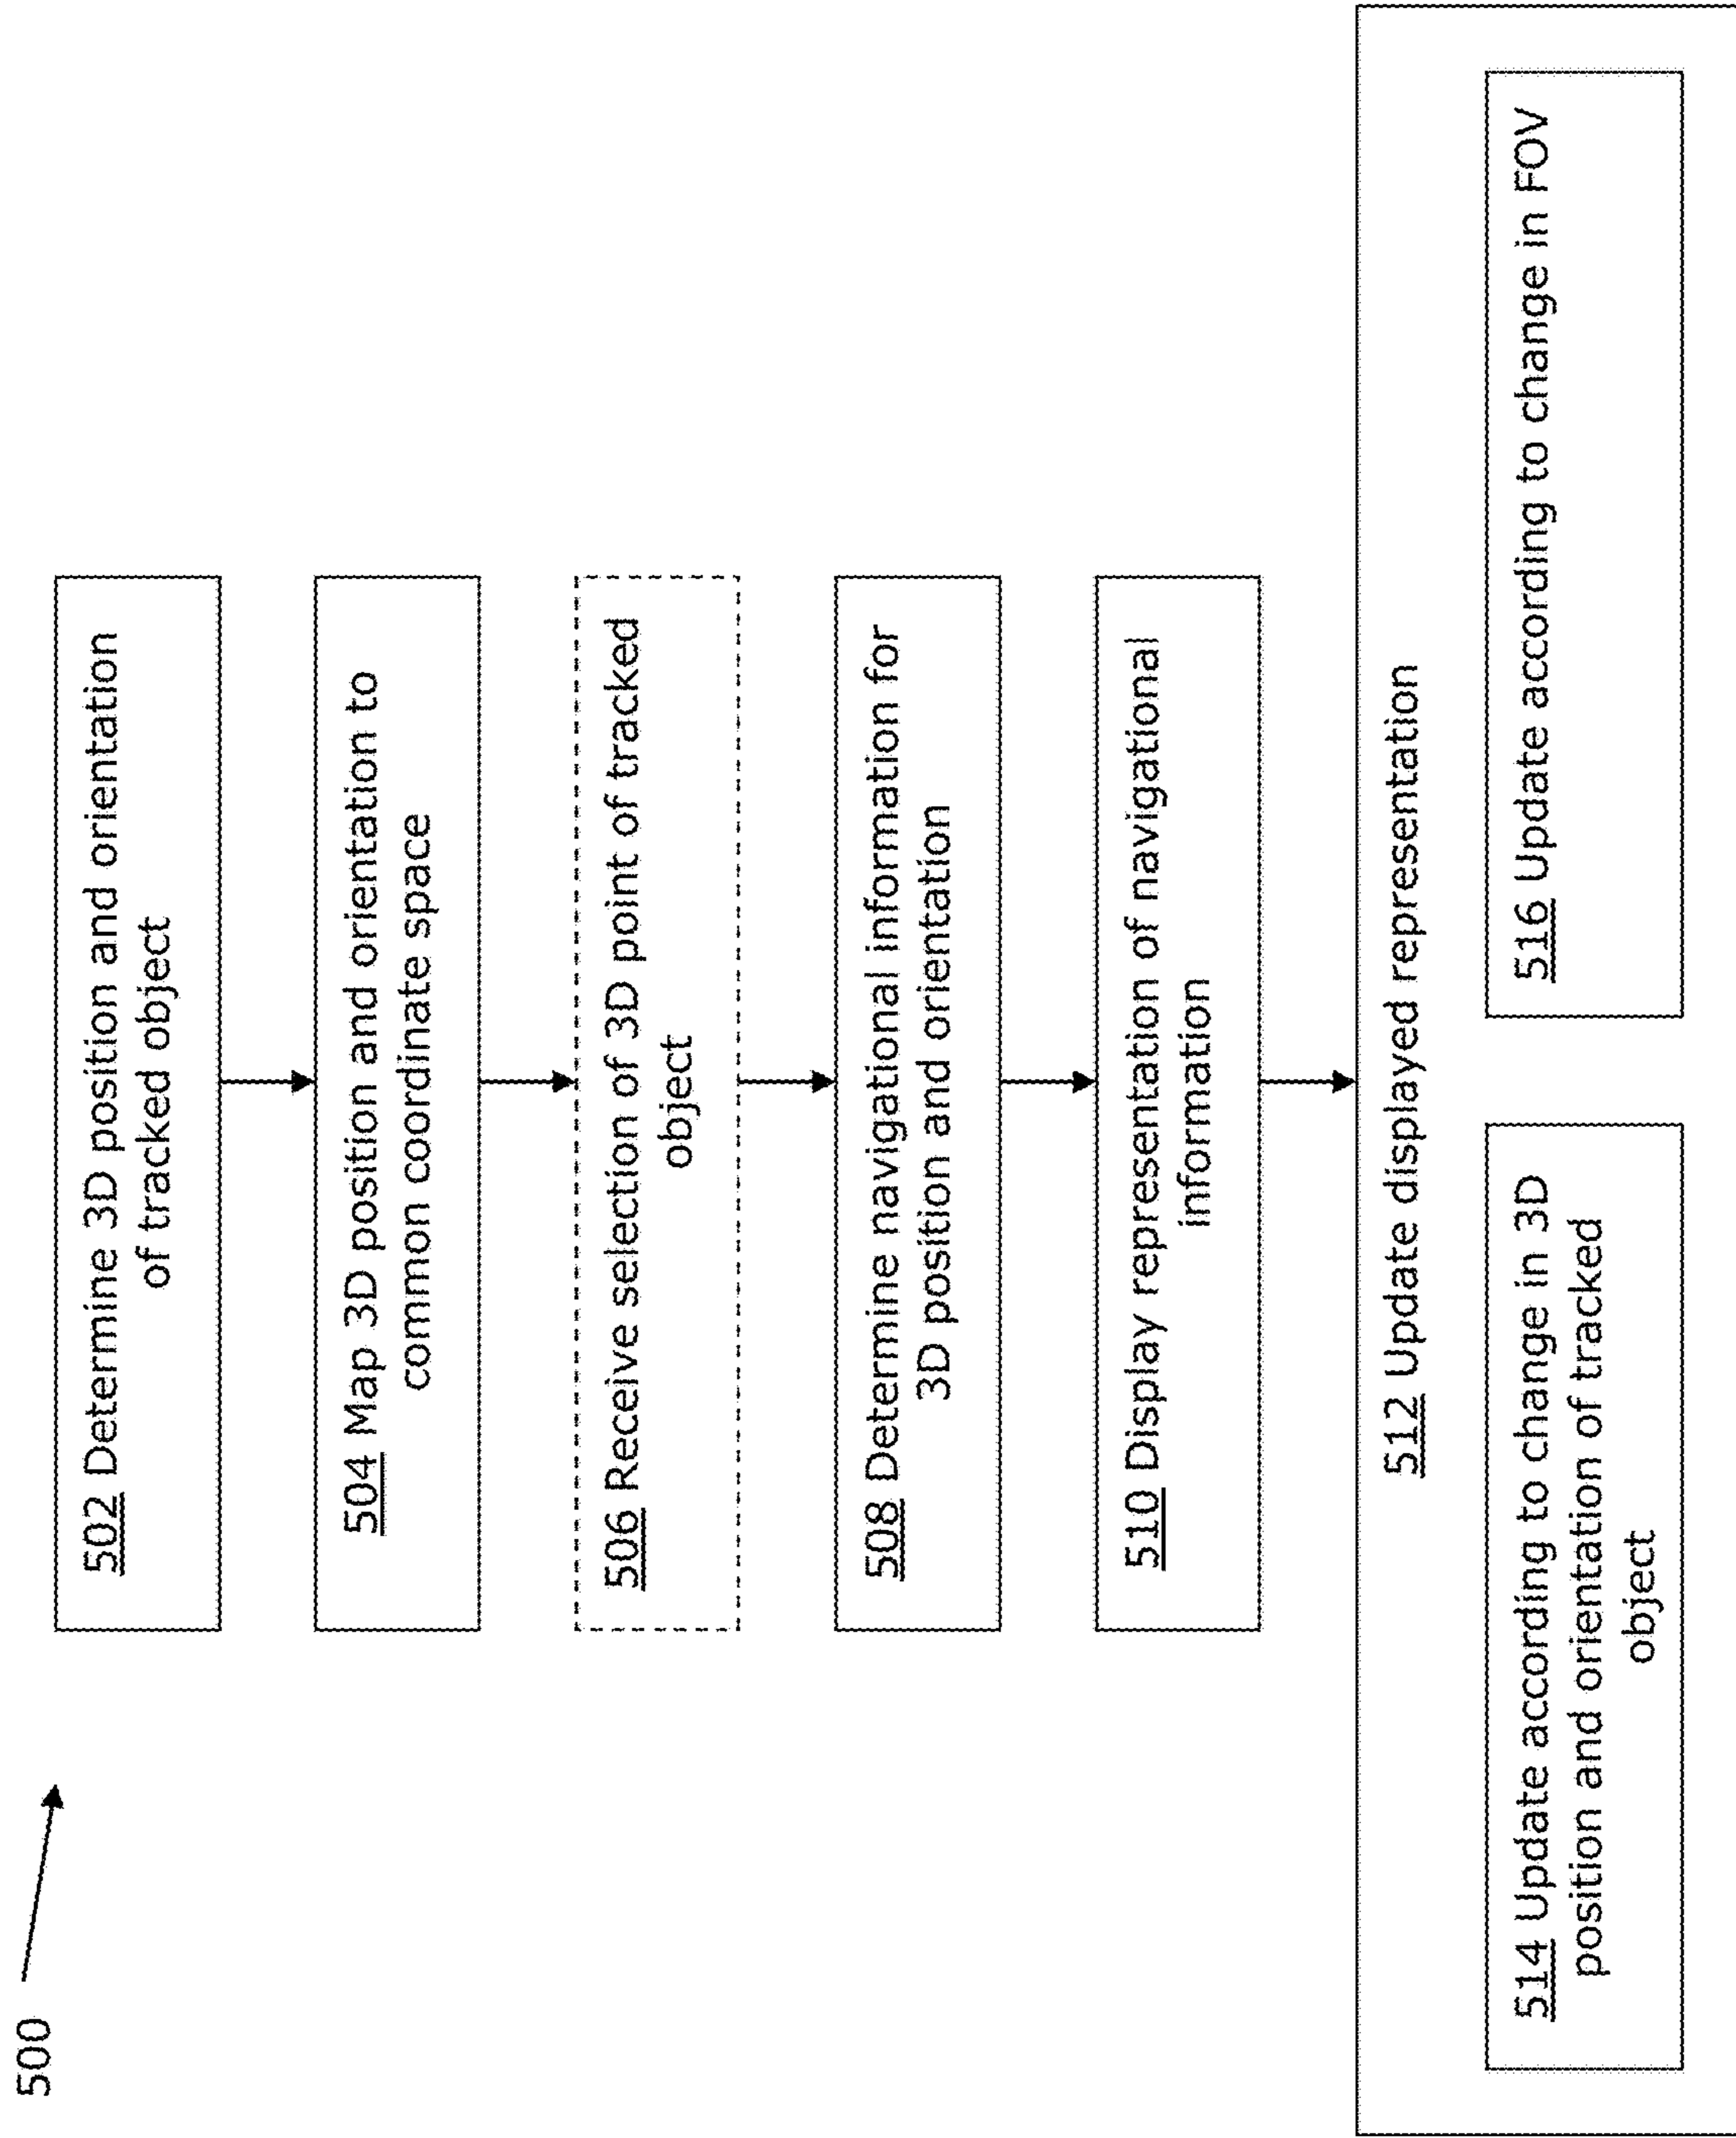 500
502 Determine 3D position and orientation
of tracked object
504 Map 3D position and orientation to
common coordinate space
506 Receive selection of 3D point of tracked
object
508 Determine navigational information for
3D position and orientation
510 Display representation of navigational
information
512 Update displayed representation
514 Update according to change in 3D
position and orientation of tracked
object
516 Update according to change in FOV